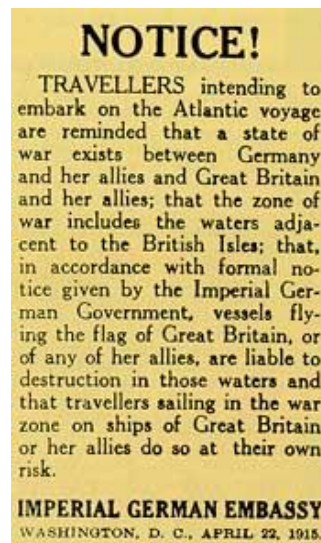 NOTICE!
TRAVELLERS intending to
embark on the Atlantic voyage
are reminded that a state of
war exists between Germany
and her allies and Great Britain
and her allies; that the zone of
war includes the waters adja-
cent to the British Isles; that,
in accordance with formal no-
tice given by the Imperial Ger-
man Government, vessels fly-
ing the flag of Great Britain, or
of any of her allies, are liable to
destruction in those waters and
that travellers sailing in the war
zone on ships of Great Britain
or her allies do so at their own
risk.
IMPERIAL GERMAN EMBASSY
WASHINGTON, D. C., APRIL 22, 1915.